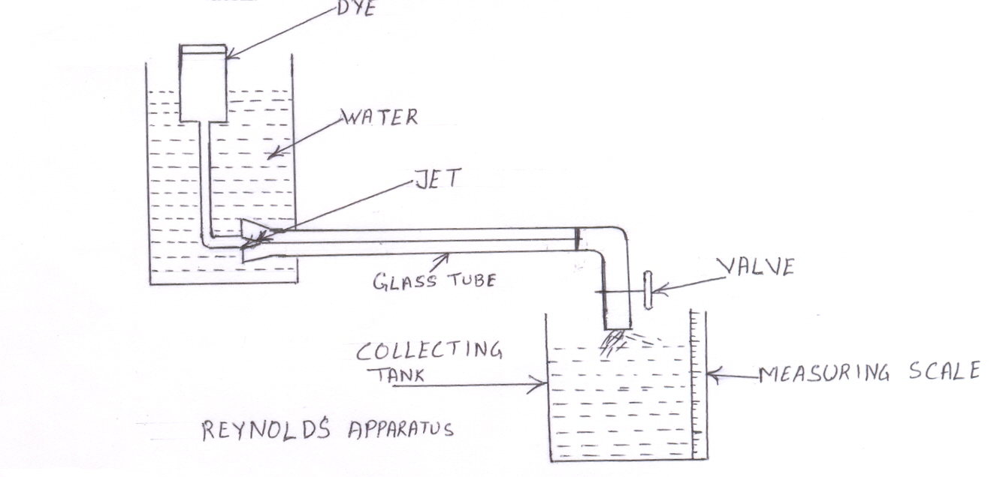 DYE
WATER
JET
GLASS TUBE
VALVE
COLLECTING
TANK
MEASURING SCALE
REYNOLDS APPARATUS